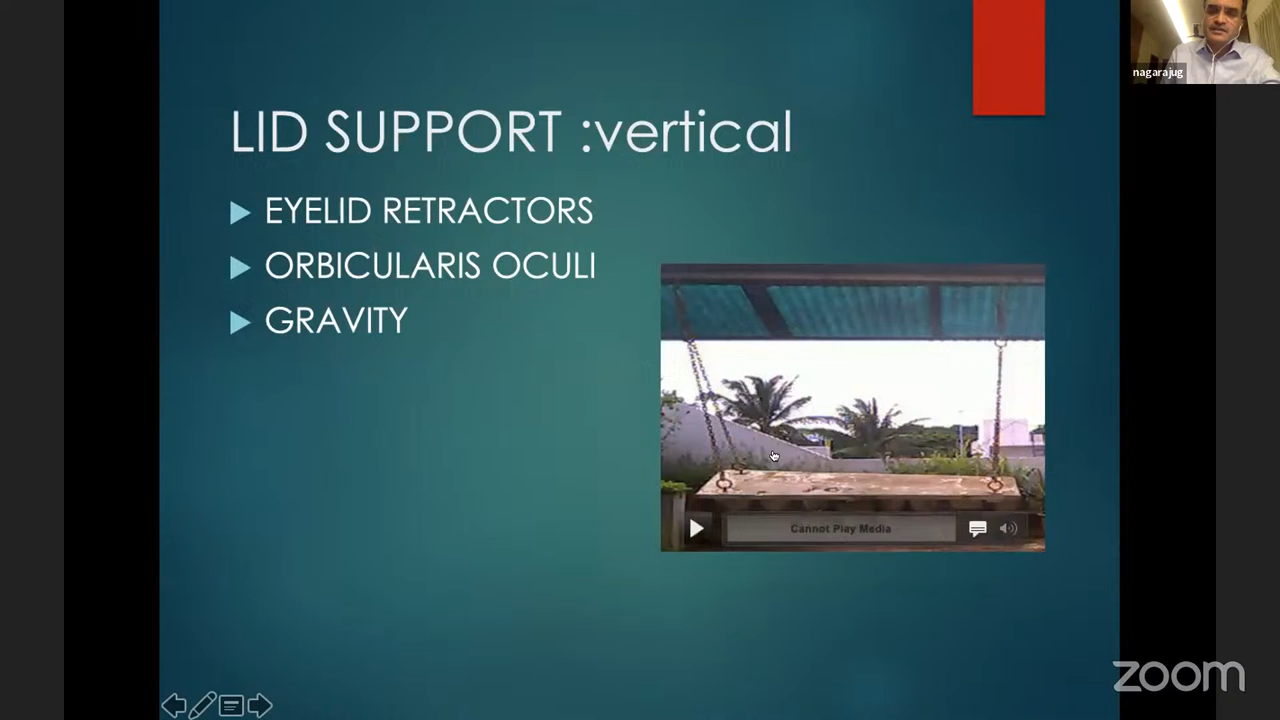 nagarajug
LID SUPPORT :vertical
EYELID RETRACTORS
ORBICULARIS OCULI
GRAVITY
Cannot Play Media
zoom